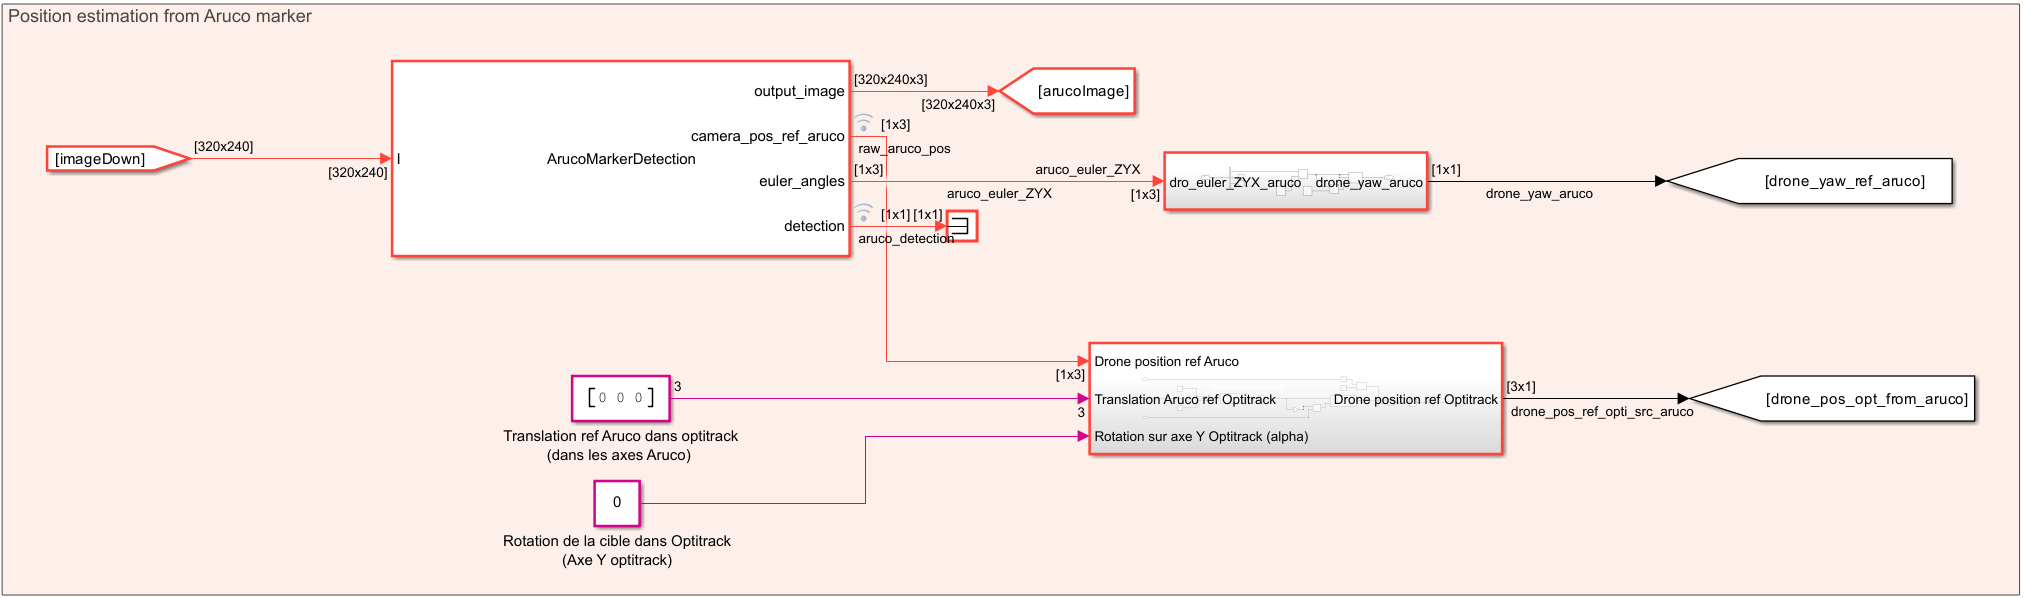 Position estimation from Aruco marker
[imageDown]
[320x240]
[320x240]
I
ArucoMarkerDetection
output_image
camera_pos_ref_aruco
euler_angles
detection
[320x240x3]
[320x240x3]
[arucoImage]
[1x3]
raw_aruco_pos
[1x3]
aruco_euler_ZYX
aruco_euler_ZYX
[1x3]
[1x1] [1x1]
aruco_detection
dro_euler_ZYX_aruco
drone_yaw_aruco
[1x1]
drone_yaw_aruco
[drone_yaw_ref_aruco]
[0 0 0]
3
Translation ref Aruco dans optitrack
(dans les axes Aruco)
0
Rotation de la cible dans Optitrack
(Axe Y optitrack)
[1x3]
3
Drone position ref Aruco
Translation Aruco ref Optitrack
Rotation sur axe Y Optitrack (alpha)
Drone position ref Optitrack
[3x1]
drone_pos_ref_opti_src_aruco
[drone_pos_opt_from_aruco]